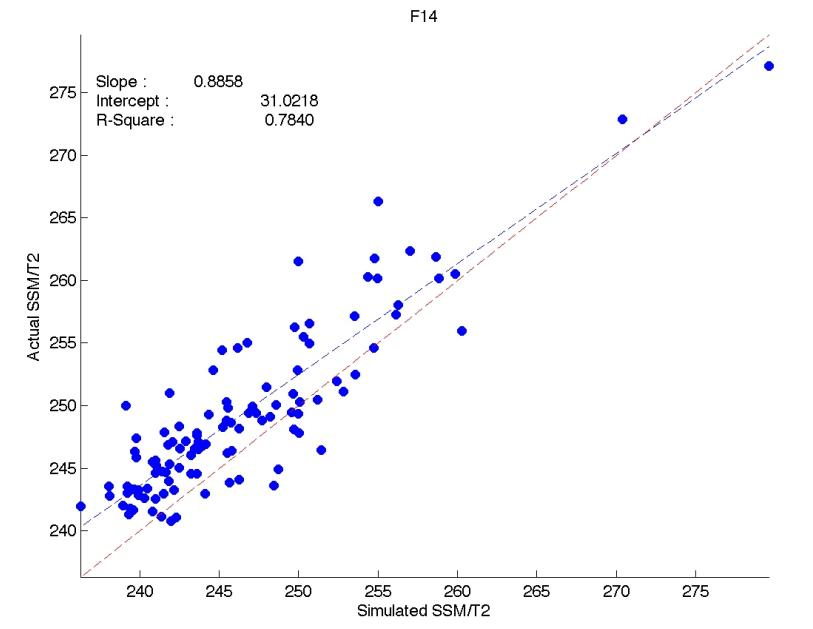 F14
Slope : 0.8858
Intercept : 31.0218
R-Square : 0.7840
275
270
265
260
255
250
245
240
Actual SSM/T2
240 245 250 255 260 265 270 275
Simulated SSM/T2